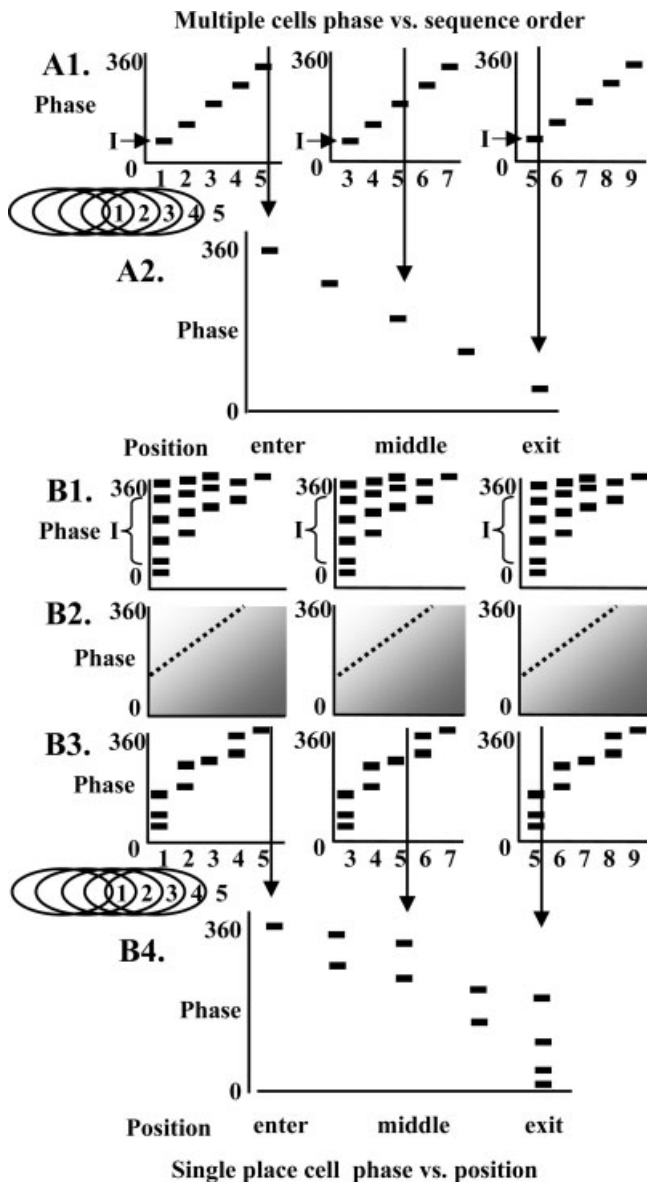 Multiple cells phase vs. sequence order
A1.
360 360 360
Phase
I I I
0 0 0
1 2 3 4 5 3 4 5 6 7 5 6 7 8 9
1 2 3 4 5
A2.
360
Phase
0
Position enter middle exit
B1.
360 360 360
Phase I I I
0 0 0
B2.
360 360 360
Phase
0 0 0
B3.
360 360 360
Phase
0 0 0
1 2 3 4 5 3 4 5 6 7 5 6 7 8 9
1 2 3 4 5
B4.
360
Phase
0
Position enter middle exit
Single place cell phase vs. position